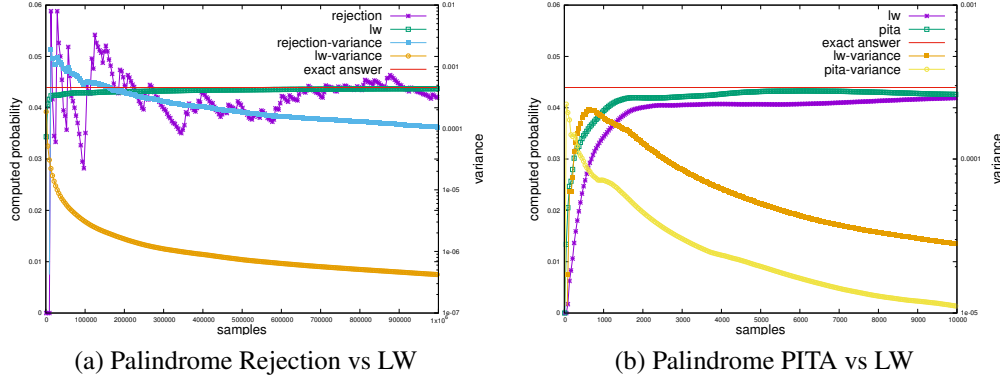 rejection
lw
rejection-variance
lw-variance
exact answer
0.06
0.05
0.04
0.03
0.02
0.01
0
computed probability
0.01
0.001
0.0001
1e-05
1e-06
1e-07
variance
0 100000 200000 300000 400000 500000 600000 700000 800000 900000 1x10^6
samples
(a) Palindrome Rejection vs LW
lw
pita
exact answer
lw-variance
pita-variance
0.06
0.05
0.04
0.03
0.02
0.01
0
computed probability
0.001
0.0001
1e-05
variance
0 1000 2000 3000 4000 5000 6000 7000 8000 9000 10000
samples
(b) Palindrome PITA vs LW